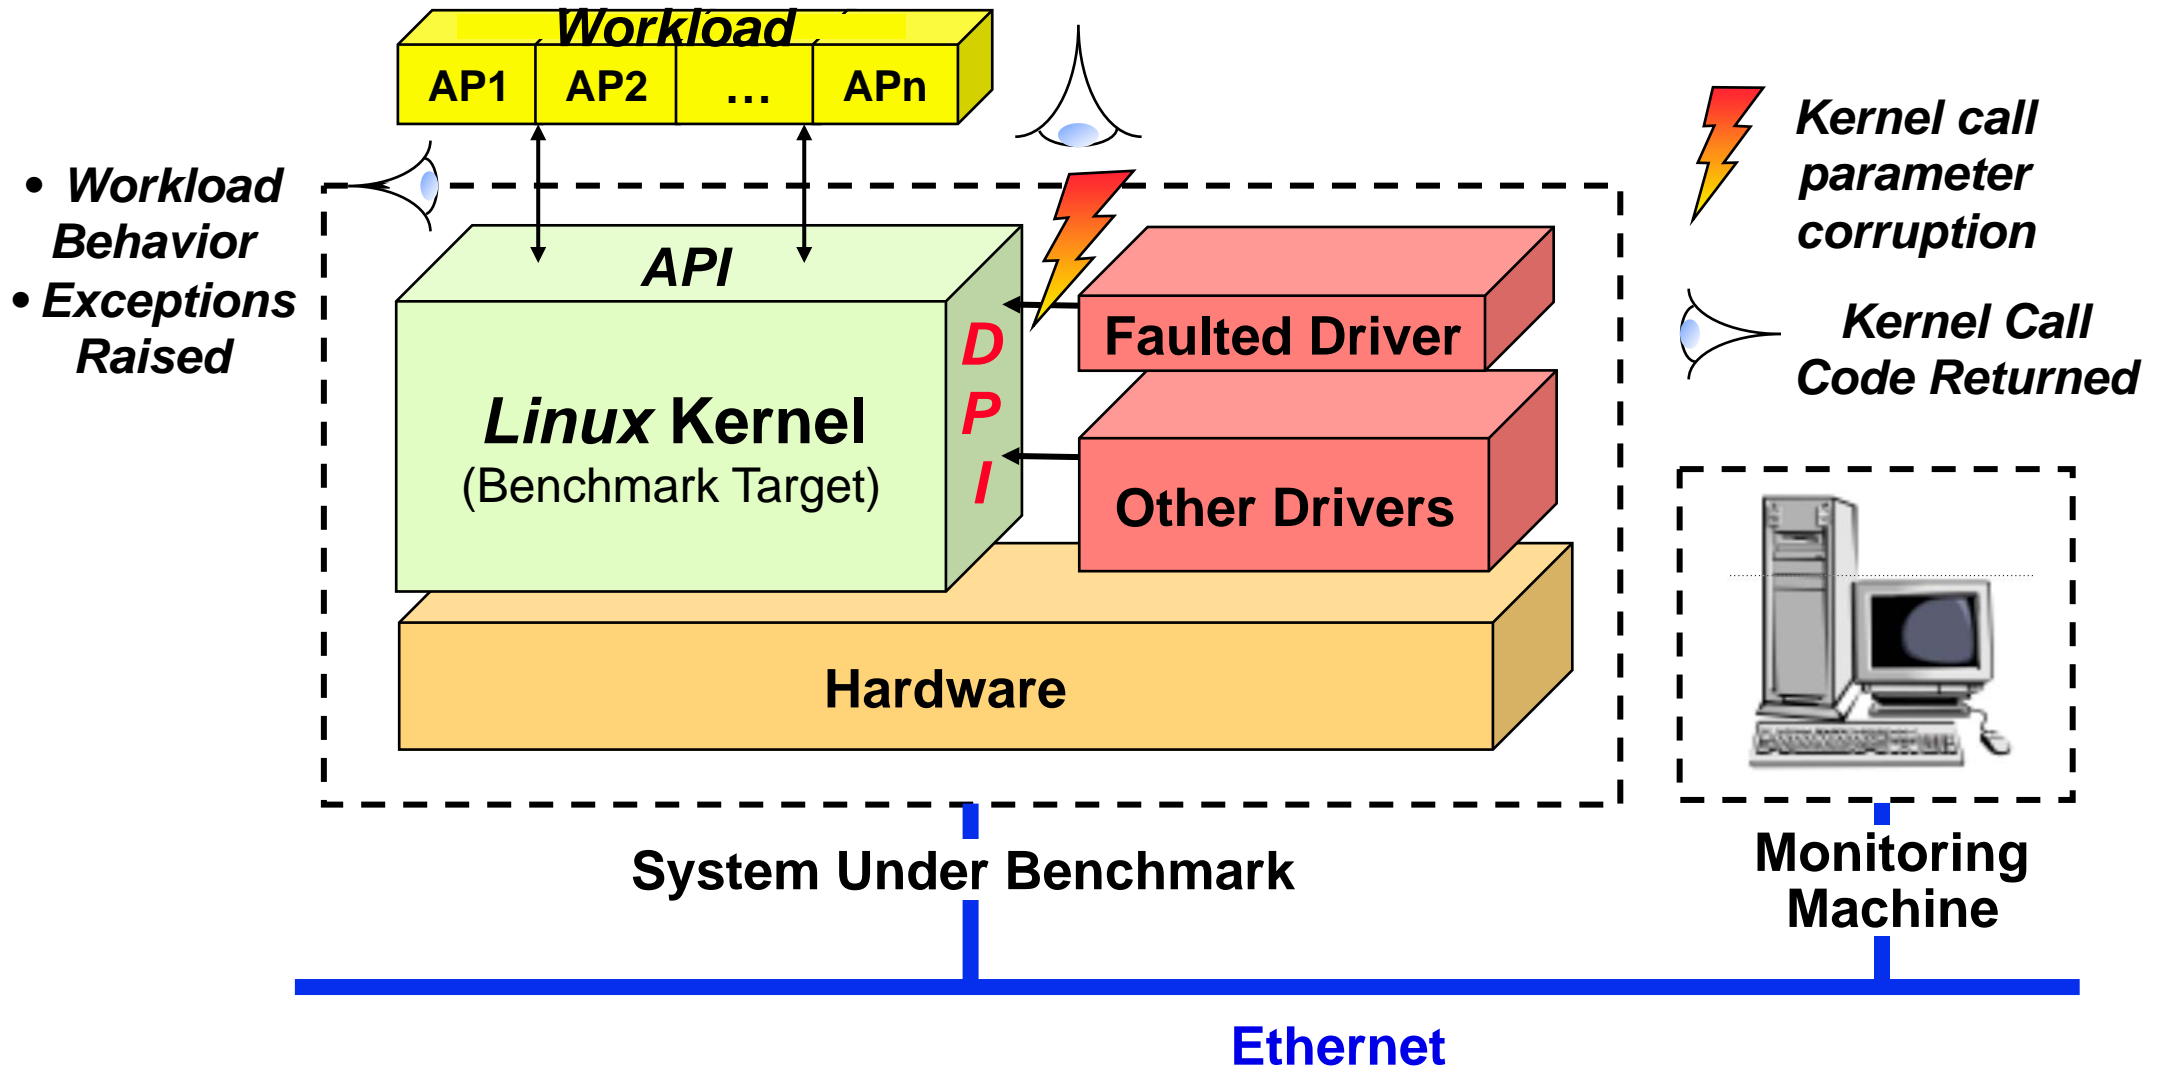 Workload
AP1 AP2 ... APn
• Workload
Behavior
• Exceptions
Raised
API
D
P
I
Linux Kernel
(Benchmark Target)
Faulted Driver
Other Drivers
Hardware
System Under Benchmark
Kernel call
parameter
corruption
Kernel Call
Code Returned
Monitoring
Machine
Ethernet